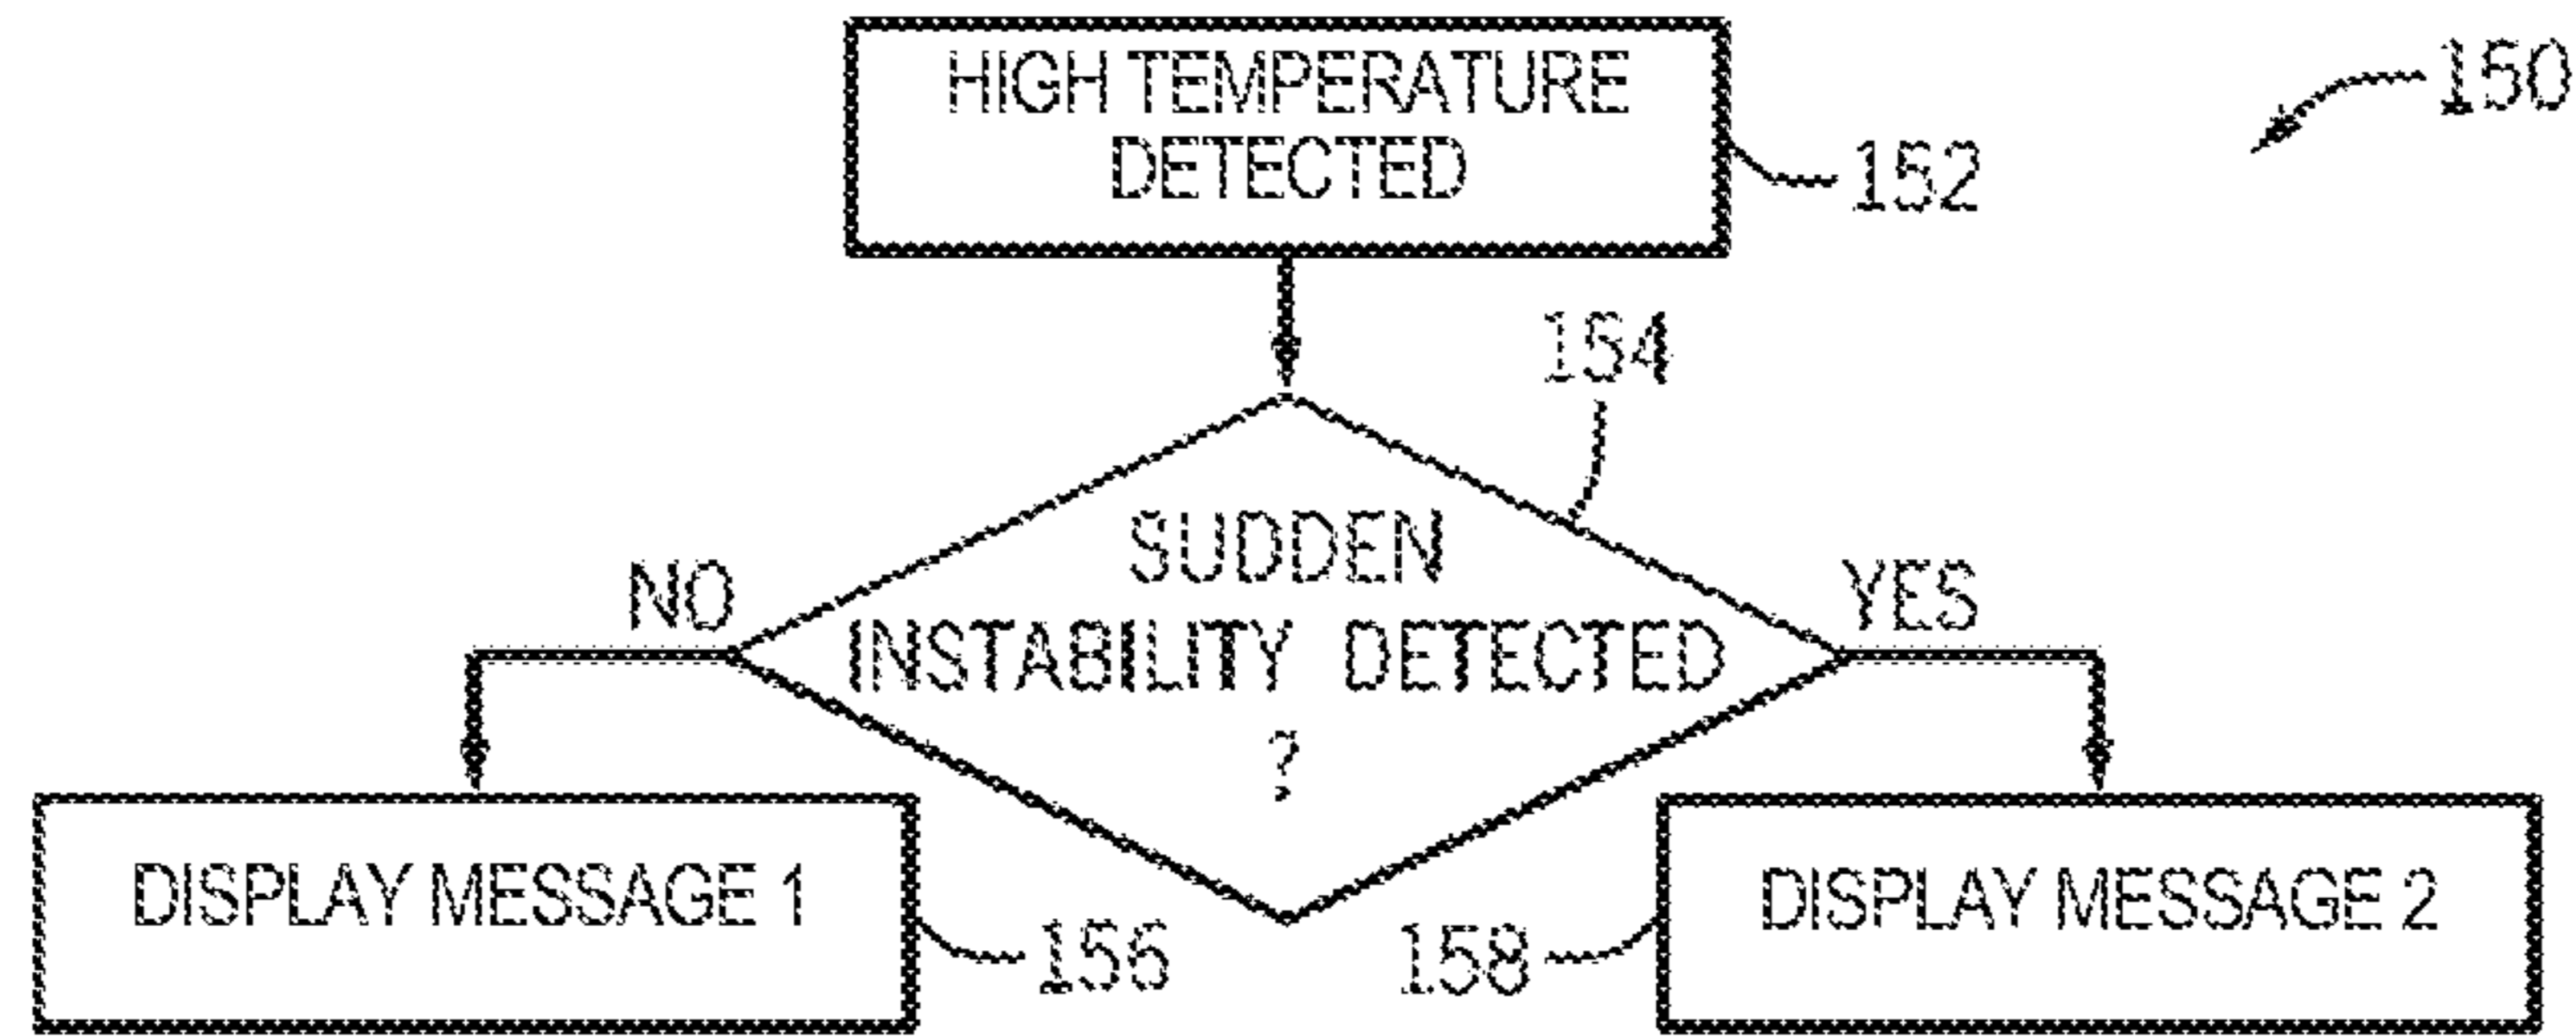 HIGH TEMPERATURE
DETECTED
150
152
154
SUDDEN
INSTABILITY DETECTED
?
NO
YES
DISPLAY MESSAGE 1
156
158
DISPLAY MESSAGE 2